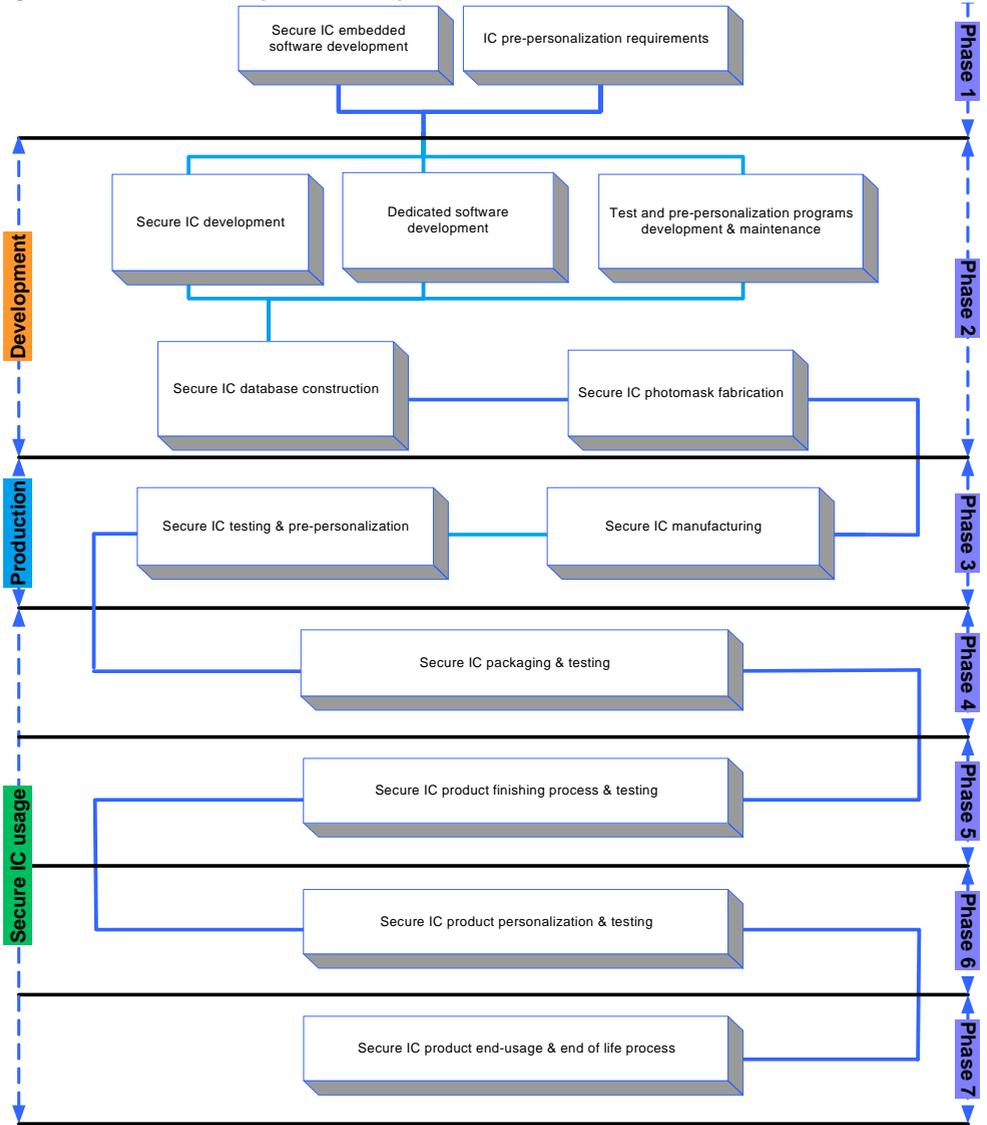 Secure IC embedded
software development
IC pre-personalization requirements
Phase 1
Secure IC development
Dedicated software
development
Test and pre-personalization programs
development & maintenance
Development
Phase 2
Secure IC database construction
Secure IC photomask fabrication
Production
Secure IC testing & pre-personalization
Secure IC manufacturing
Phase 3
Secure IC packaging & testing
Phase 4
Secure IC product finishing process & testing
Phase 5
Secure IC usage
Secure IC product personalization & testing
Phase 6
Secure IC product end-usage & end of life process
Phase 7